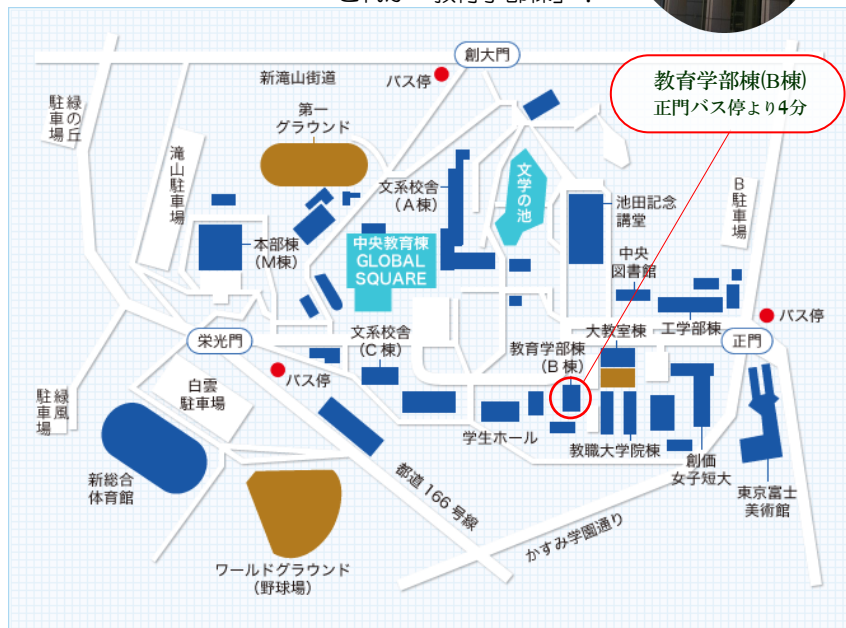 創大門
新滝山街道
バス停
教育学部棟(B棟)
正門バス停より4分
緑の丘
駐車場
第一
グラウンド
滝山駐車場
文系校舎
（A棟）
文学の池
池田記念
講堂
B駐車場
本部棟
（M棟）
中央教育棟
GLOBAL
SQUARE
中央
図書館
栄光門
文系校舎
（C 棟）
教育学部棟
（B 棟）
大教室棟
工学部棟
正門
バス停
バス停
緑風
駐車場
白雲
駐車場
学生ホール
教職大学院棟
創価
女子短大
新総合
体育館
都道 166 号線
東京富士
美術館
かすみ学園通り
ワールドグラウンド
（野球場）